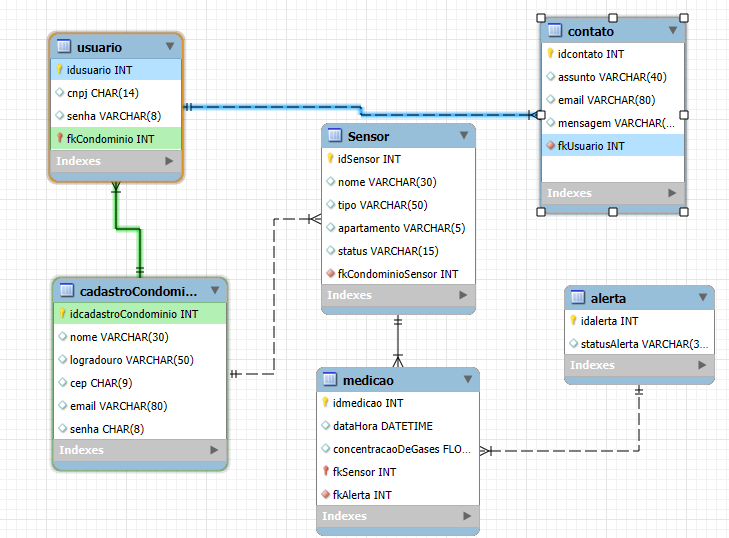 usuario
idusuario INT
cnpj CHAR(14)
senha VARCHAR(8)
fkCondominio INT
Indexes
contato
idcontato INT
assunto VARCHAR(40)
email VARCHAR(80)
mensagem VARCHAR(...
fkUsuario INT
Indexes
Sensor
idSensor INT
nome VARCHAR(30)
tipo VARCHAR(50)
apartamento VARCHAR(5)
status VARCHAR(15)
fkCondominioSensor INT
Indexes
cadastroCondomi...
idcadastroCondominio INT
nome VARCHAR(30)
logradouro VARCHAR(50)
cep CHAR(9)
email VARCHAR(80)
senha CHAR(8)
Indexes
alerta
idalerta INT
statusAlerta VARCHAR(3...
Indexes
medicao
idmedicao INT
dataHora DATETIME
concentracaoDeGases FLO...
fkSensor INT
fkAlerta INT
Indexes